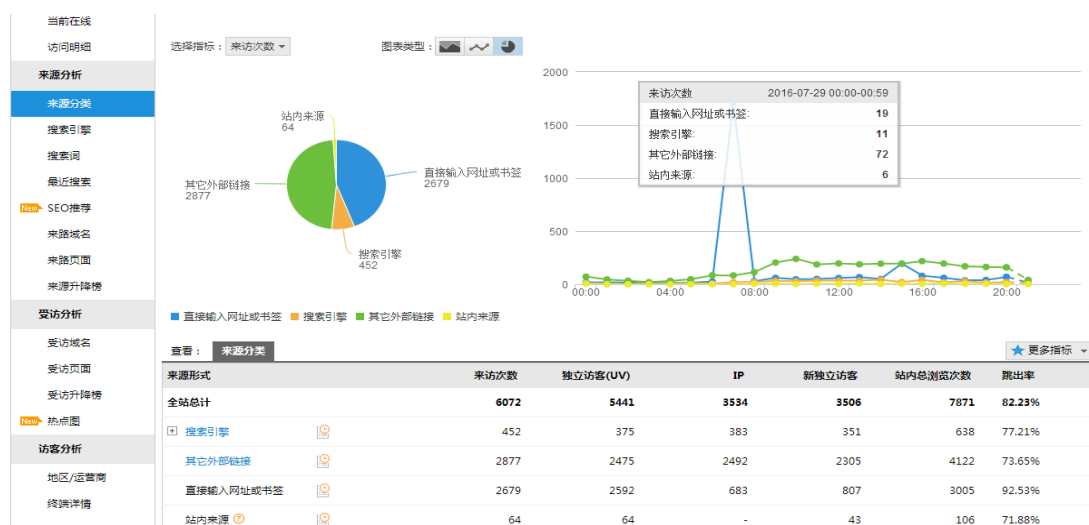 当前在线
访问明细
来源分析
来源分类
搜索引擎
搜索词
最近搜索
New SEO推荐
来路域名
来路页面
来源升降榜
受访分析
受访域名
受访页面
受访升降榜
New 热点图
访客分析
地区/运营商
终端详情
选择指标： 来访次数 图表类型：
站内来源
64
其它外部链接
2877
直接输入网址或书签
2679
搜索引擎
452
2000
1500
1000
500
0
00:00 04:00 08:00 12:00 16:00 20:00
来访次数 2016-07-29 00:00-00:59
直接输入网址或书签: 19
搜索引擎: 11
其它外部链接: 72
站内来源: 6
直接输入网址或书签 搜索引擎 其它外部链接 站内来源
查看： 来源分类 更多指标
来源形式 来访次数 独立访客(UV) IP 新独立访客 站内总浏览次数 跳出率
全站总计 6072 5441 3534 3506 7871 82.23%
搜索引擎 452 375 383 351 638 77.21%
其它外部链接 2877 2475 2492 2305 4122 73.65%
直接输入网址或书签 2679 2592 683 807 3005 92.53%
站内来源 ? 64 64 - 43 106 71.88%